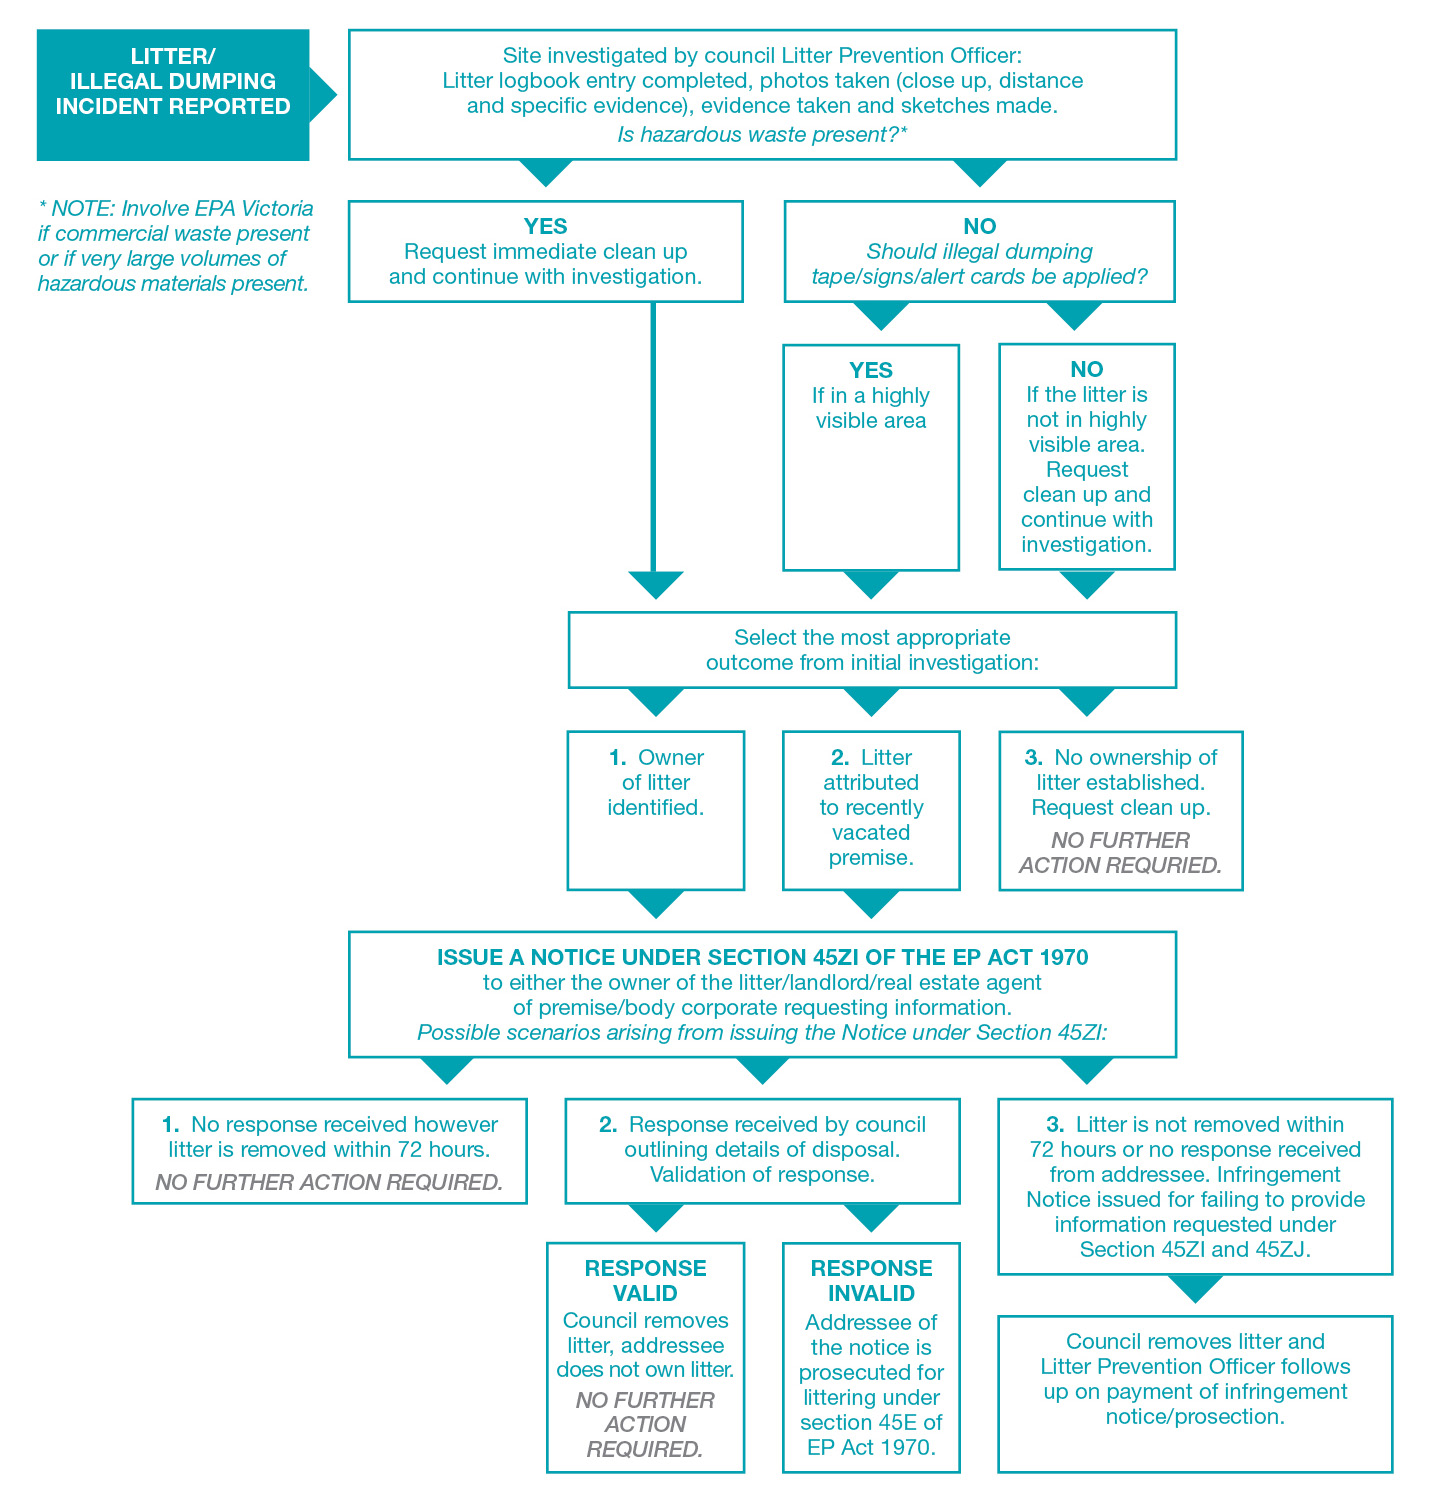 LITTER/
ILLEGAL DUMPING
INCIDENT REPORTED
Site investigated by council Litter Prevention Officer:
Litter logbook entry completed, photos taken (close up, distance
and specific evidence), evidence taken and sketches made.
Is hazardous waste present?*
* NOTE: Involve EPA Victoria
if commercial waste present
or if very large volumes of
hazardous materials present.
YES
Request immediate clean up
and continue with investigation.
NO
Should illegal dumping
tape/signs/alert cards be applied?
YES
If in a highly
visible area
NO
If the litter is
not in highly
visible area.
Request
clean up and
continue with
investigation.
Select the most appropriate
outcome from initial investigation:
1. Owner
of litter
identified.
2. Litter
attributed
to recently
vacated
premise.
3. No ownership of
litter established.
Request clean up.
NO FURTHER
ACTION REQURIED.
ISSUE A NOTICE UNDER SECTION 45ZI OF THE EP ACT 1970
to either the owner of the litter/landlord/real estate agent
of premise/body corporate requesting information.
Possible scenarios arising from issuing the Notice under Section 45ZI:
1. No response received however
litter is removed within 72 hours.
NO FURTHER ACTION REQUIRED.
2. Response received by council
outlining details of disposal.
Validation of response.
3. Litter is not removed within
72 hours or no response received
from addressee. Infringement
Notice issued for failing to provide
information requested under
Section 45ZI and 45ZJ.
RESPONSE
VALID
Council removes
litter, addressee
does not own litter.
NO FURTHER
ACTION
REQUIRED.
RESPONSE
INVALID
Addressee of
the notice is
prosecuted for
littering under
section 45E of
EP Act 1970.
Council removes litter and
Litter Prevention Officer follows
up on payment of infringement
notice/prosection.